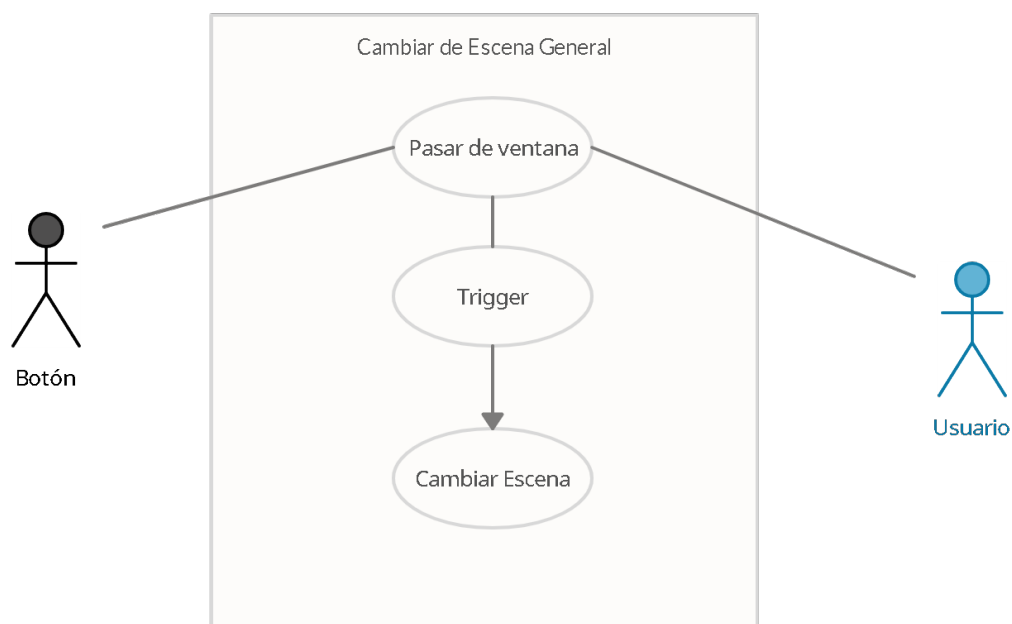 Cambiar de Escena General
Pasar de ventana
Trigger
Botón
Usuario
Cambiar Escena